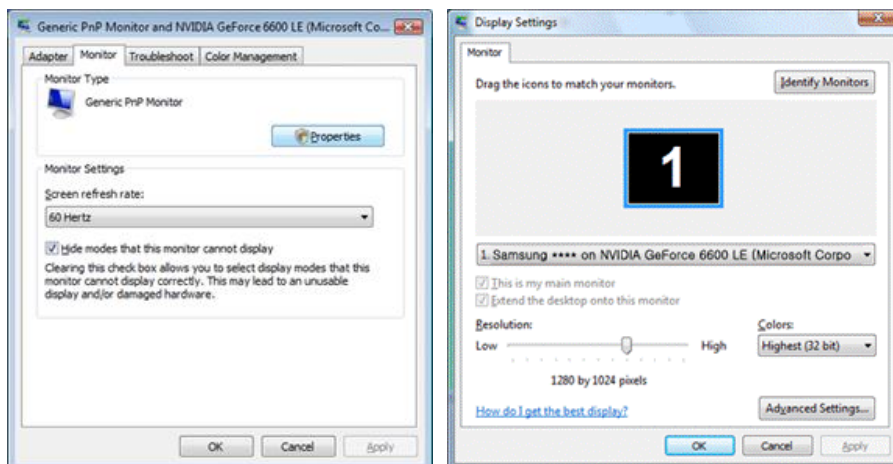 Generic PnP Monitor and NVIDIA GeForce 6600 LE (Microsoft Co...
Adapter
Monitor
Troubleshoot
Color Management
Monitor Type
Generic PnP Monitor
Properties
Monitor Settings
Screen refresh rate:
60 Hertz
Hide modes that this monitor cannot display
Clearing this check box allows you to select display modes that this
monitor cannot display correctly. This may lead to an unusable
display and/or damaged hardware.
OK
Cancel
Apply
Display Settings
Monitor
Drag the icons to match your monitors.
Identify Monitors
1
1. Samsung **** on NVIDIA GeForce 6600 LE (Microsoft Corpo
This is my main monitor
Extend the desktop onto this monitor
Resolution:
Colors:
Low
High
Highest (32 bit)
1280 by 1024 pixels
How do I get the best display?
Advanced Settings...
OK
Cancel
Apply